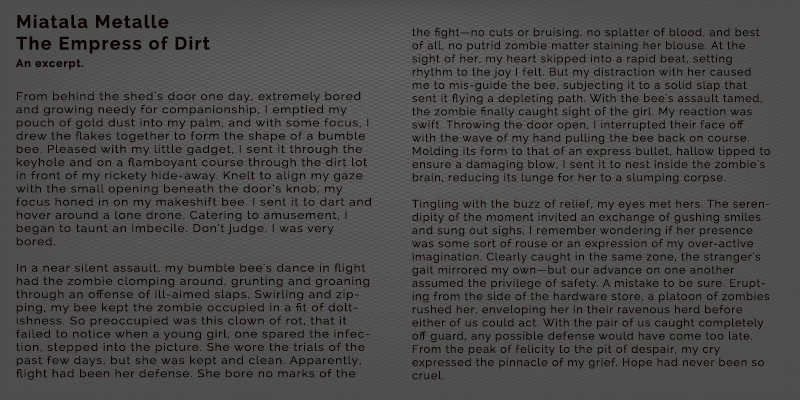 Miatala Metalle
The Empress of Dirt
An excerpt.
From behind the shed's door one day, extremely bored
and growing needy for companionship, I emptied my
pouch of gold dust into my palm, and with some focus, I
drew the flakes together to form the shape of a bumble
bee. Pleased with my little gadget, I sent it through the
keyhole and on a flamboyant course through the dirt lot
in front of my rickety hide-away. Knelt to align my gaze
with the small opening beneath the door's knob, my
focus honed in on my makeshift bee. I sent it to dart and
hover around a lone drone. Catering to amusement, I
began to taunt an imbecile. Don't judge. I was very
bored.
In a near silent assault, my bumble bee's dance in flight
had the zombie clomping around, grunting and groaning
through an offense of ill-aimed slaps. Swirling and zip-
ping, my bee kept the zombie occupied in a fit of dolt-
ishness. So preoccupied was this clown of rot, that it
failed to notice when a young girl, one spared the infec-
tion, stepped into the picture. She wore the trials of the
past few days, but she was kept and clean. Apparently,
flight had been her defense. She bore no marks of the
the fight—no cuts or bruising, no splatter of blood, and best
of all, no putrid zombie matter staining her blouse. At the
sight of her, my heart skipped into a rapid beat, setting
rhythm to the joy I felt. But my distraction with her caused
me to mis-guide the bee, subjecting it to a solid slap that
sent it flying a depleting path. With the bee's assault tamed,
the zombie finally caught sight of the girl. My reaction was
swift. Throwing the door open, I interrupted their face off
with the wave of my hand pulling the bee back on course.
Molding its form to that of an express bullet, hallow tipped to
ensure a damaging blow, I sent it to nest inside the zombie's
brain, reducing its lunge for her to a slumping corpse.
Tingling with the buzz of relief, my eyes met hers. The seren-
dipity of the moment invited an exchange of gushing smiles
and sung out sighs. I remember wondering if her presence
was some sort of rouse or an expression of my over-active
imagination. Clearly caught in the same zone, the stranger's
gait mirrored my own—but our advance on one another
assumed the privilege of safety. A mistake to be sure. Erupt-
ing from the side of the hardware store, a platoon of zombies
rushed her, enveloping her in their ravenous herd before
either of us could act. With the pair of us caught completely
off guard, any possible defense would have come too late.
From the peak of felicity to the pit of despair, my cry
expressed the pinnacle of my grief. Hope had never been so
cruel.